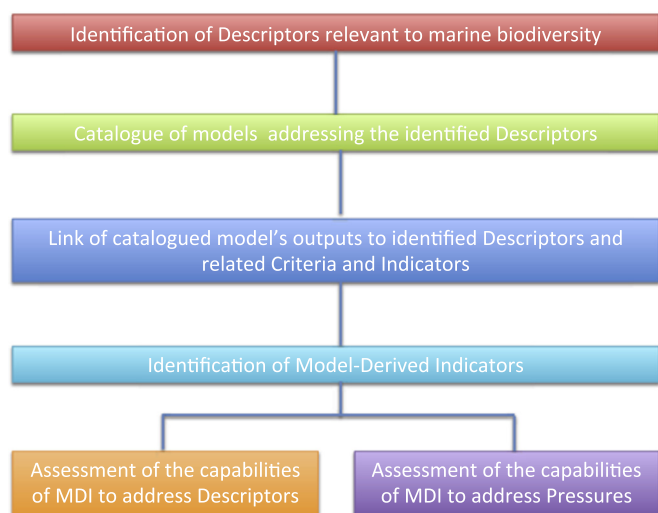 Identification of Descriptors relevant to marine biodiversity
Catalogue of models addressing the identified Descriptors
Link of catalogued model's outputs to identified Descriptors and
related Criteria and Indicators
Identification of Model-Derived Indicators
Assessment of the capabilities
of MDI to address Descriptors
Assessment of the capabilities
of MDI to address Pressures